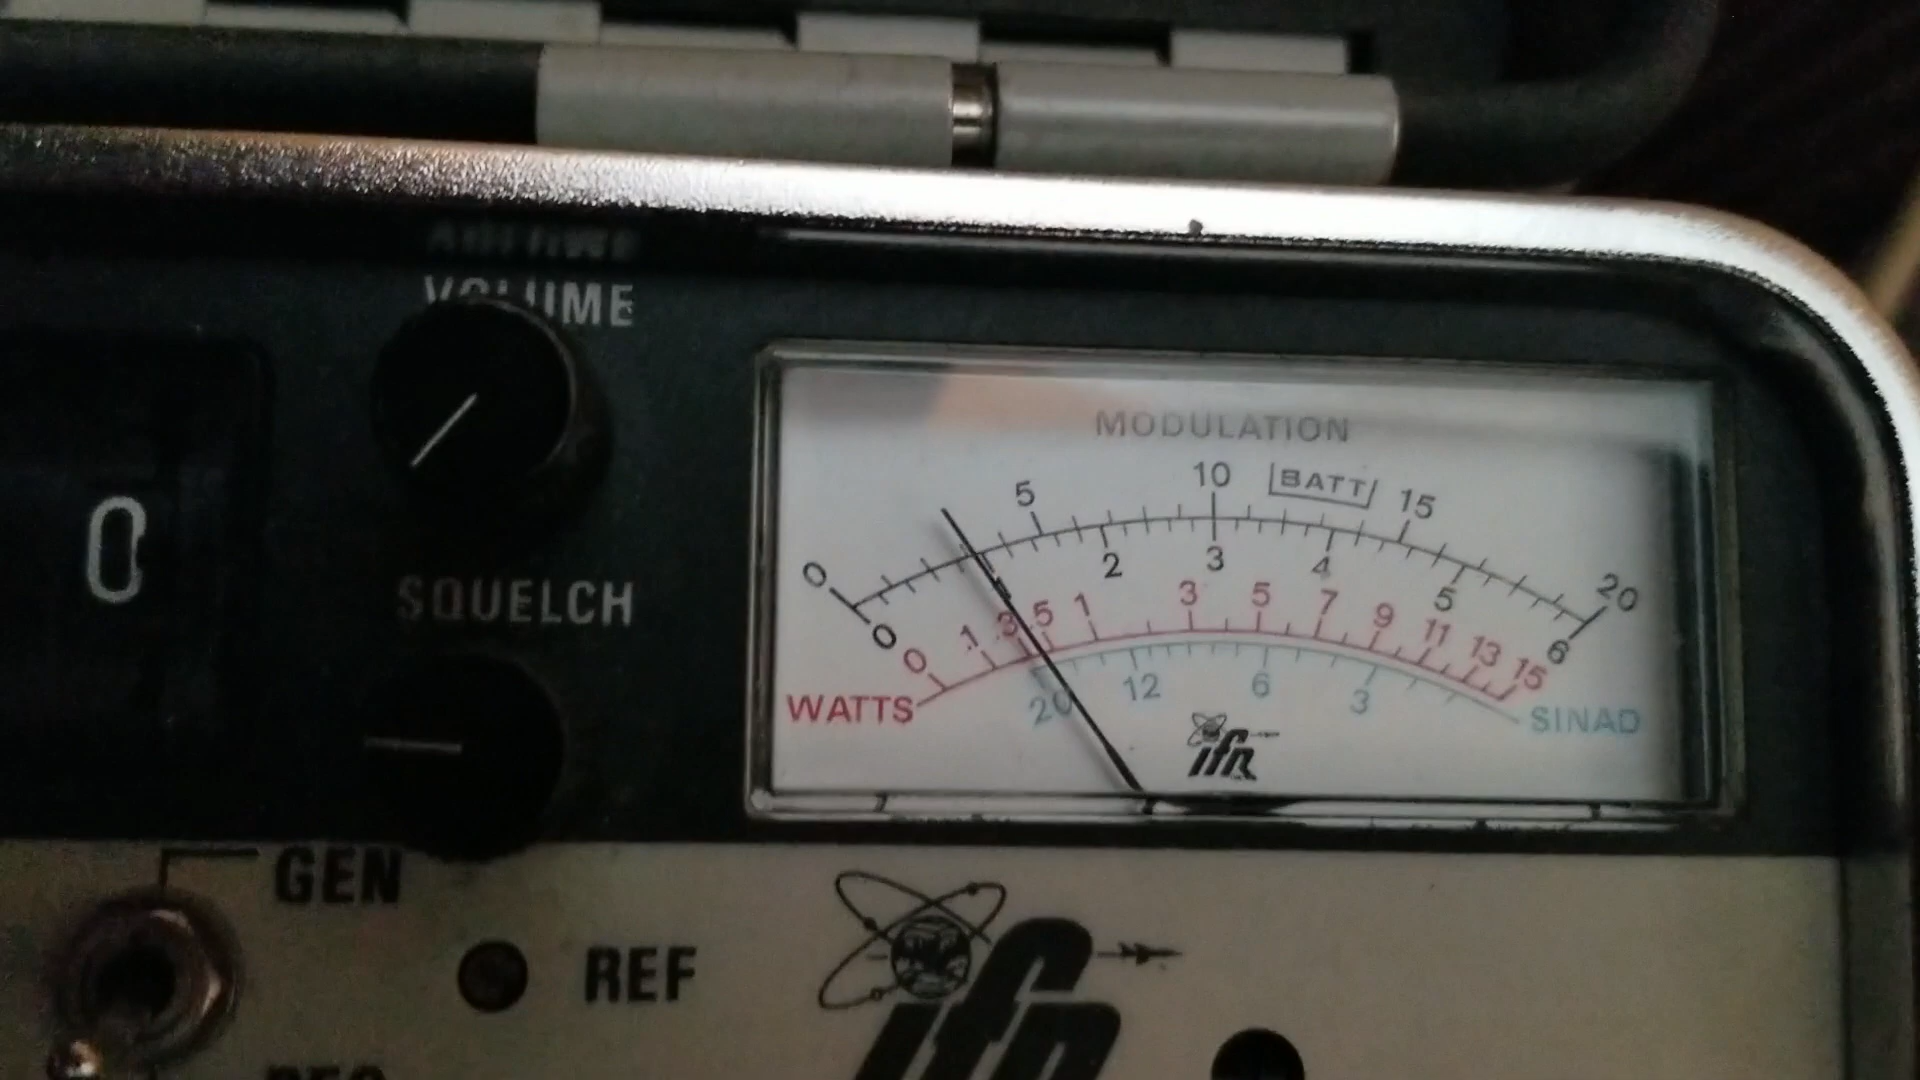 VOLUME
MODULATION
5 10 BATT 15
0 20
2 3 4 5
0 6
0 .1 .3 .5 1 3 5 7 9 11 13 15
WATTS
20 12 6 3 SINAD
ifr
0
SQUELCH
GEN
REF
ifr